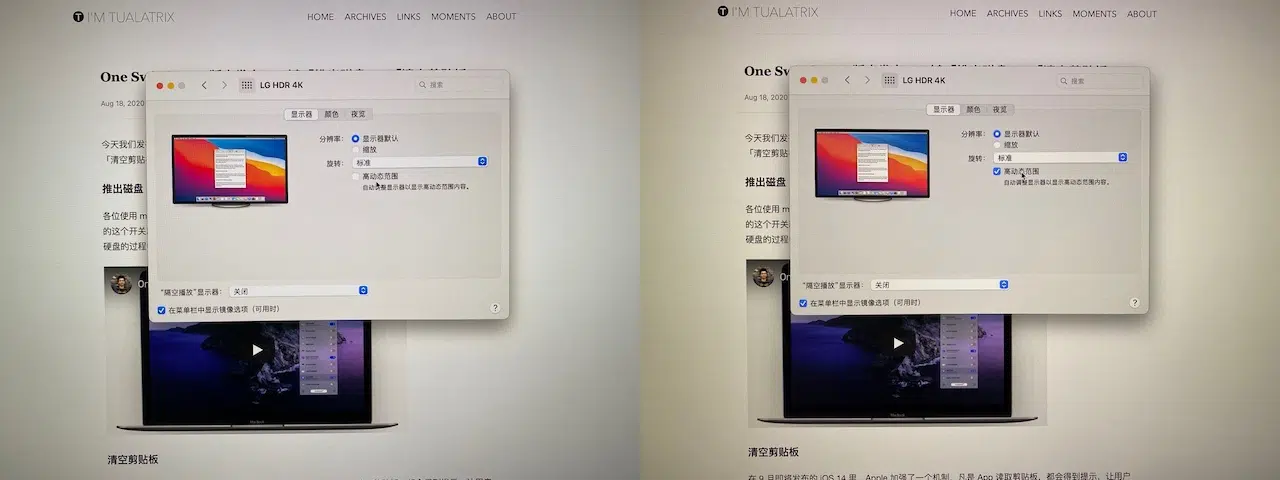 I'M TUALATRIX
HOME ARCHIVES LINKS MOMENTS ABOUT
One Sw
Aug 18, 2020
今天我们发
「清空剪贴
推出磁盘
各位使用 m
的这个开关
硬盘的过程
LG HDR 4K
搜索
显示器 颜色 夜览
分辨率： 显示器默认
缩放
旋转： 标准
高动态范围
自动调整显示器以显示高动态范围内容。
“隔空播放”显示器： 关闭
在菜单栏中显示镜像选项（可用时）
?
On
MacBook
清空剪贴板
I'M TUALATRIX
HOME ARCHIVES LINKS MOMENTS ABOUT
One Sw
Aug 18, 2020
今天我们发
「清空剪贴
推出磁盘
各位使用 m
的这个开关
硬盘的过程
LG HDR 4K
搜索
显示器 颜色 夜览
分辨率： 显示器默认
缩放
旋转： 标准
高动态范围
自动调整显示器以显示高动态范围内容。
“隔空播放”显示器： 关闭
在菜单栏中显示镜像选项（可用时）
?
On
MacBook
清空剪贴板
在 9 月即将发布的 iOS 14 里，Apple 加强了一个机制，凡是 App 读取剪贴板，都会得到提示，让用户